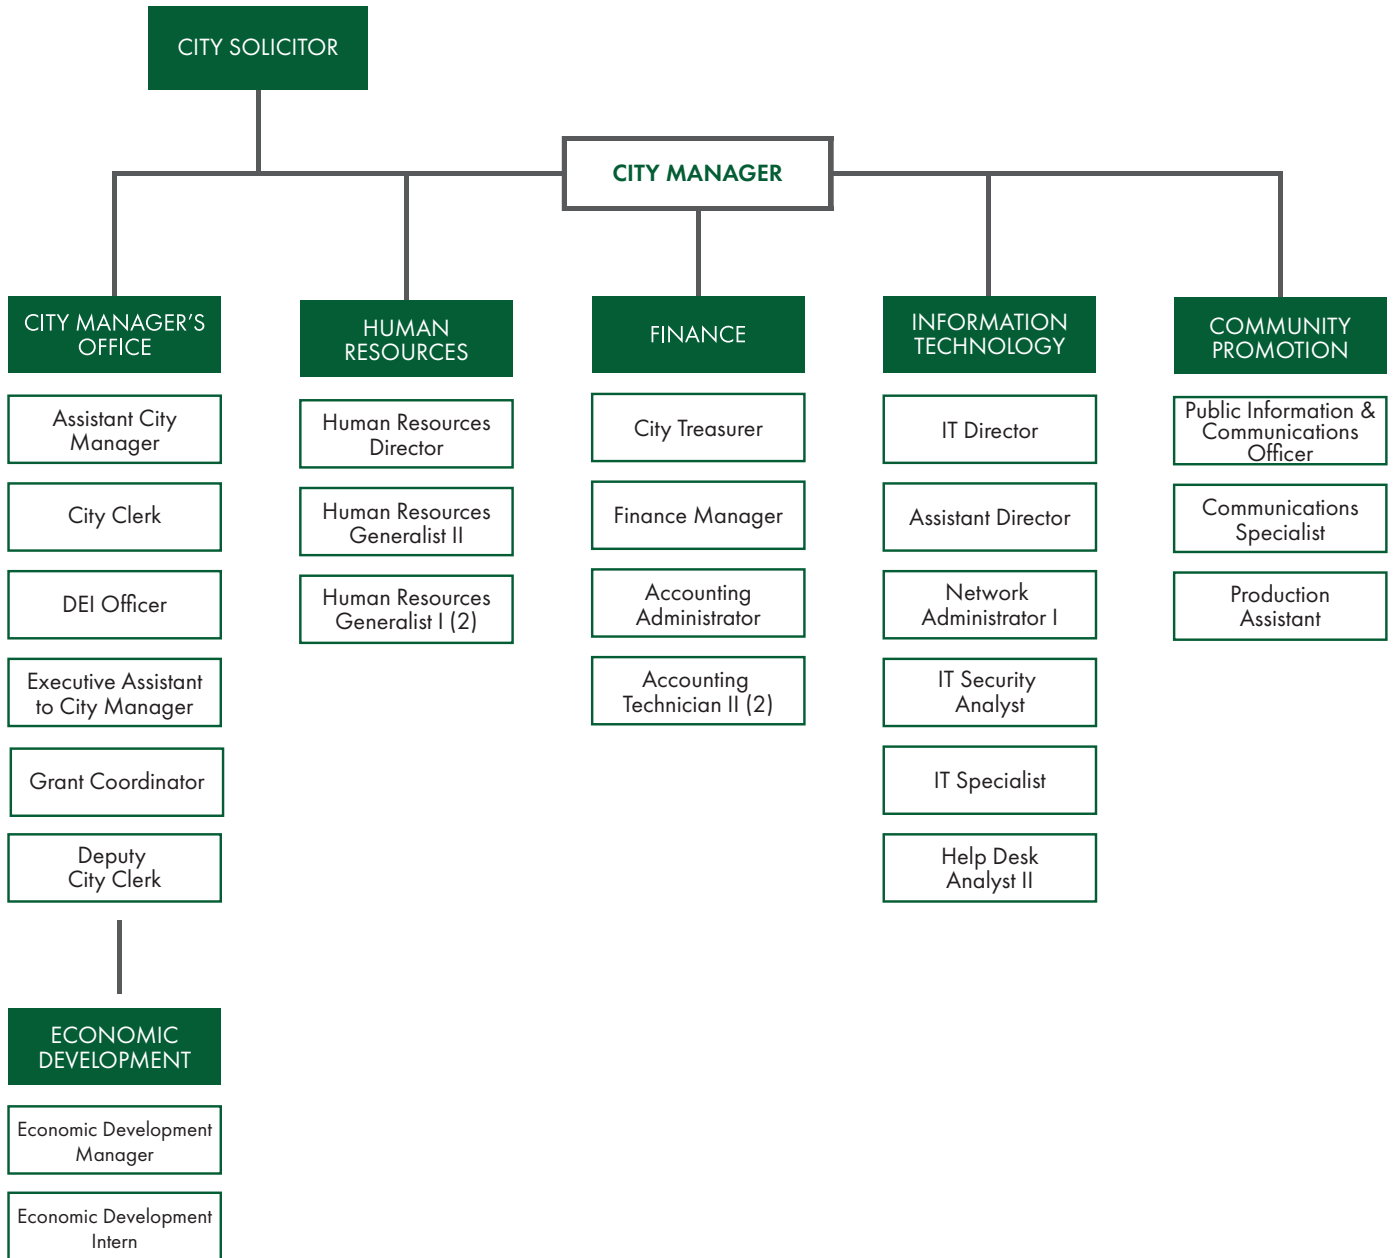 CITY SOLICITOR
CITY MANAGER
CITY MANAGER'S
OFFICE
Assistant City
Manager
City Clerk
DEI Officer
Executive Assistant
to City Manager
Grant Coordinator
Deputy
City Clerk
ECONOMIC
DEVELOPMENT
Economic Development
Manager
Economic Development
Intern
HUMAN
RESOURCES
Human Resources
Director
Human Resources
Generalist II
Human Resources
Generalist I (2)
FINANCE
City Treasurer
Finance Manager
Accounting
Administrator
Accounting
Technician II (2)
INFORMATION
TECHNOLOGY
IT Director
Assistant Director
Network
Administrator I
IT Security
Analyst
IT Specialist
Help Desk
Analyst II
COMMUNITY
PROMOTION
Public Information &
Communications
Officer
Communications
Specialist
Production
Assistant